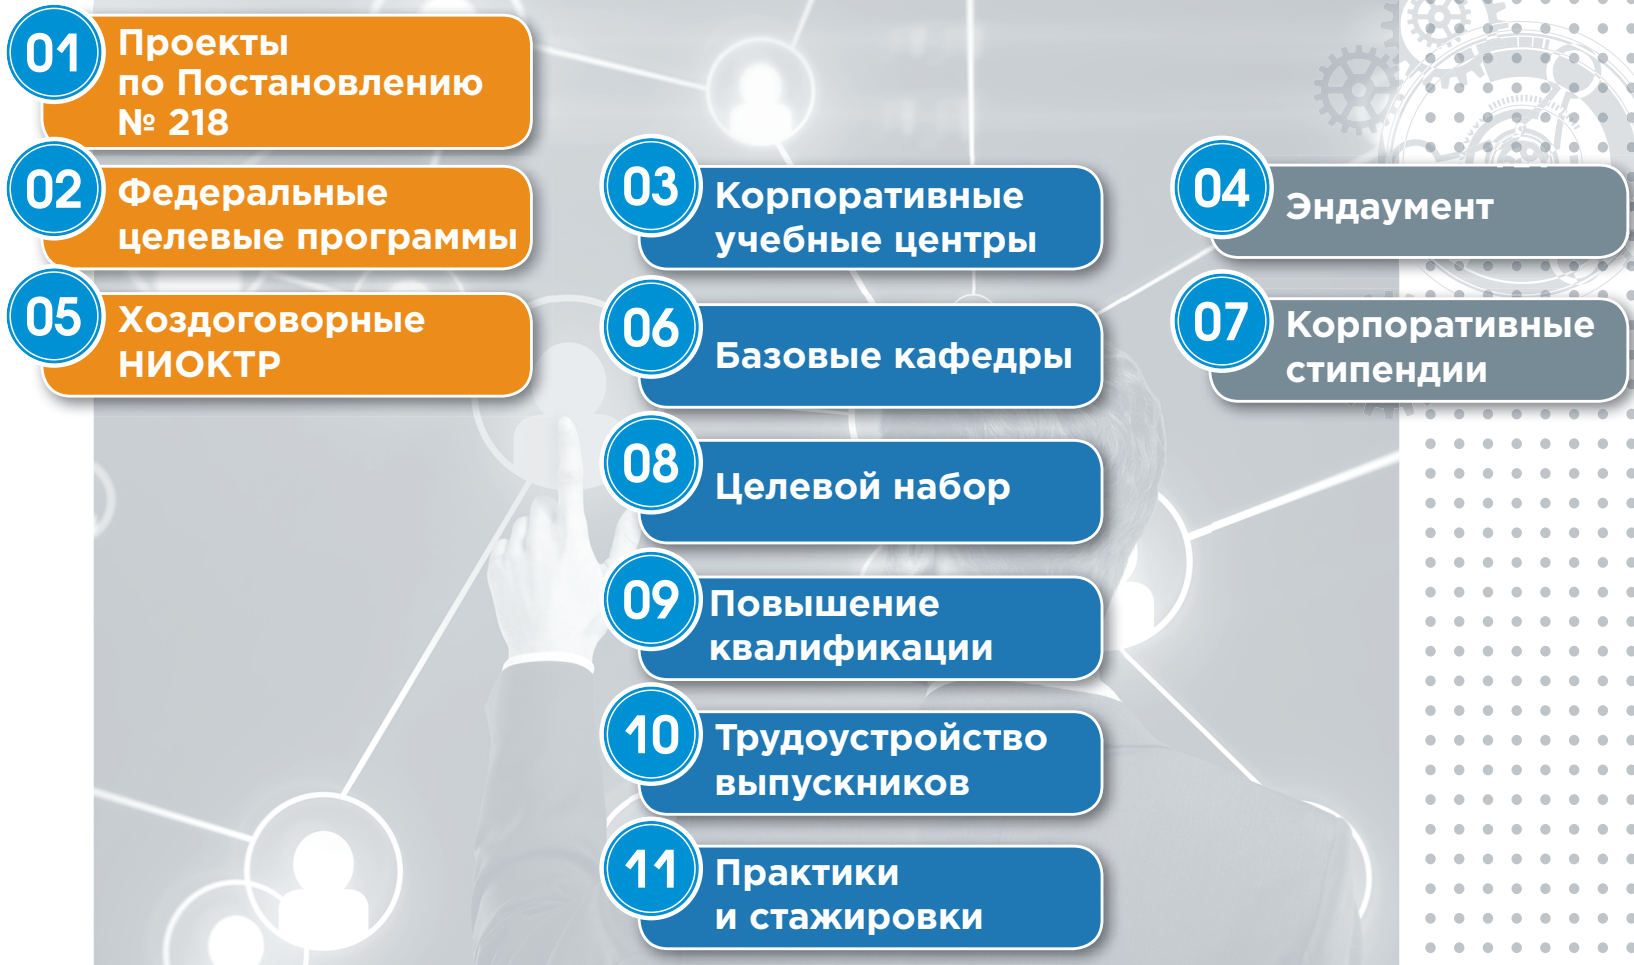 01
Проекты
по Постановлению
№ 218
02
Федеральные
целевые программы
03
Корпоративные
учебные центры
04
Эндаумент
05
Хоздоговорные
НИОКТР
06
Базовые кафедры
07
Корпоративные
стипендии
08
Целевой набор
09
Повышение
квалификации
10
Трудоустройство
выпускников
11
Практики
и стажировки